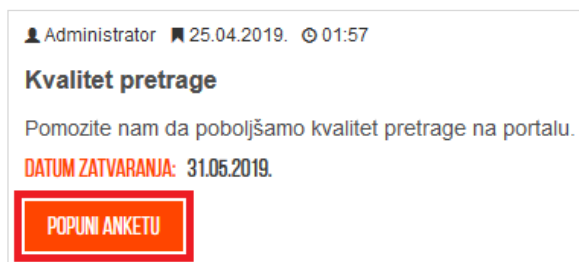 Administrator 25.04.2019. 01:57
Kvalitet pretrage
Pomozite nam da poboljšamo kvalitet pretrage na portalu.
DATUM ZATVARANJA: 31.05.2019.
POPUNI ANKETU